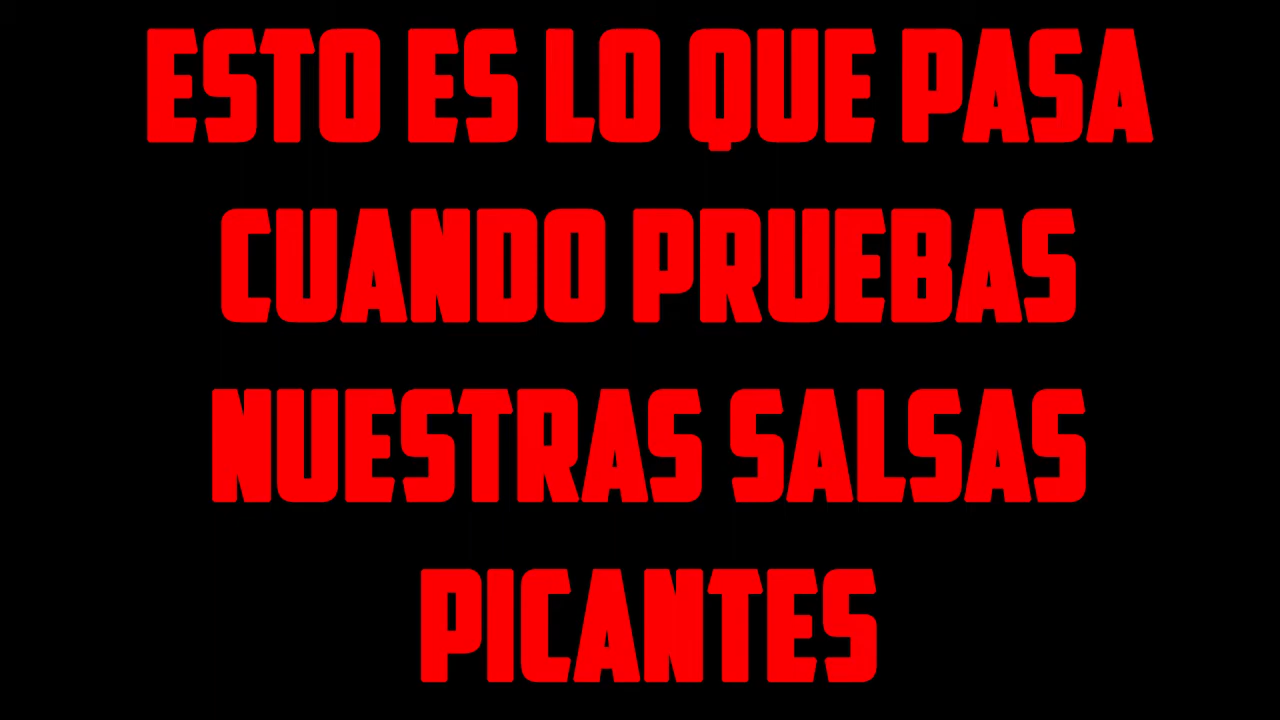 ESTO ES LO QUE PASA
CUANDO PRUEBAS
NUESTRAS SALSAS
PICANTES